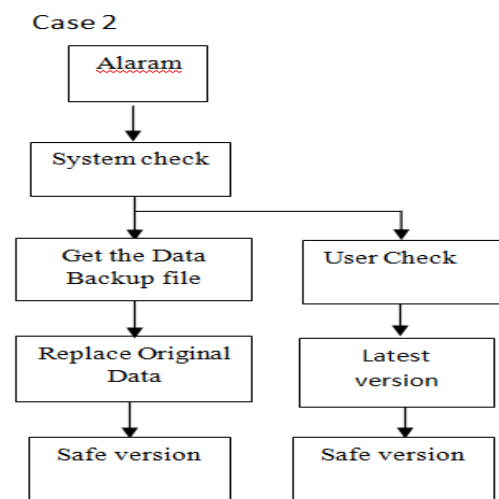 Case 2
Alaram
System check
Get the Data
Backup file
User Check
Replace Original
Data
Latest
version
Safe version
Safe version